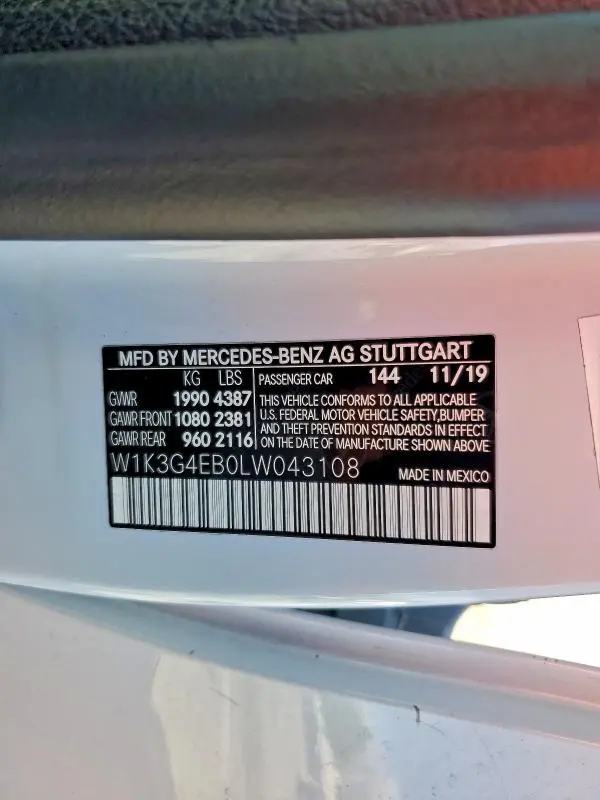 MFD BY MERCEDES-BENZ AG STUTTGART
KG LBS PASSENGER CAR 144 11/19
GVWR 1990 4387 THIS VEHICLE CONFORMS TO ALL APPLICABLE
GAWR FRONT 1080 2381 U.S. FEDERAL MOTOR VEHICLE SAFETY,BUMPER
GAWR REAR 960 2116 AND THEFT PREVENTION STANDARDS IN EFFECT
ON THE DATE OF MANUFACTURE SHOWN ABOVE
W1K3G4EB0LW043108 MADE IN MEXICO